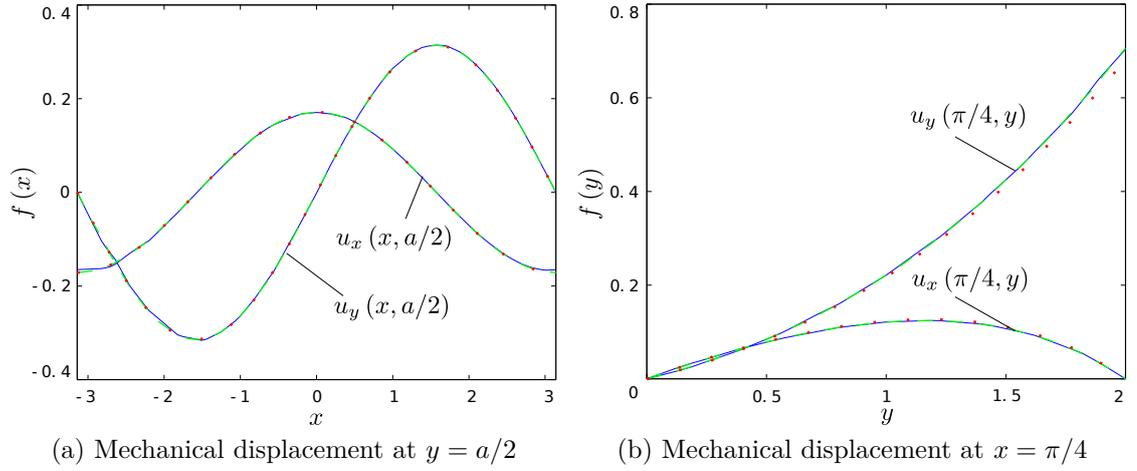 0.4
0.2
0
-0.2
-0.4
f (x)
-3 -2 -1 0 1 2 3
x
u_x (x, a/2)
u_y (x, a/2)
(a) Mechanical displacement at y = a/2
0.8
0.6
0.4
0.2
0
f (y)
0.5 1 1.5 2
y
u_y (π/4, y)
u_x (π/4, y)
(b) Mechanical displacement at x = π/4